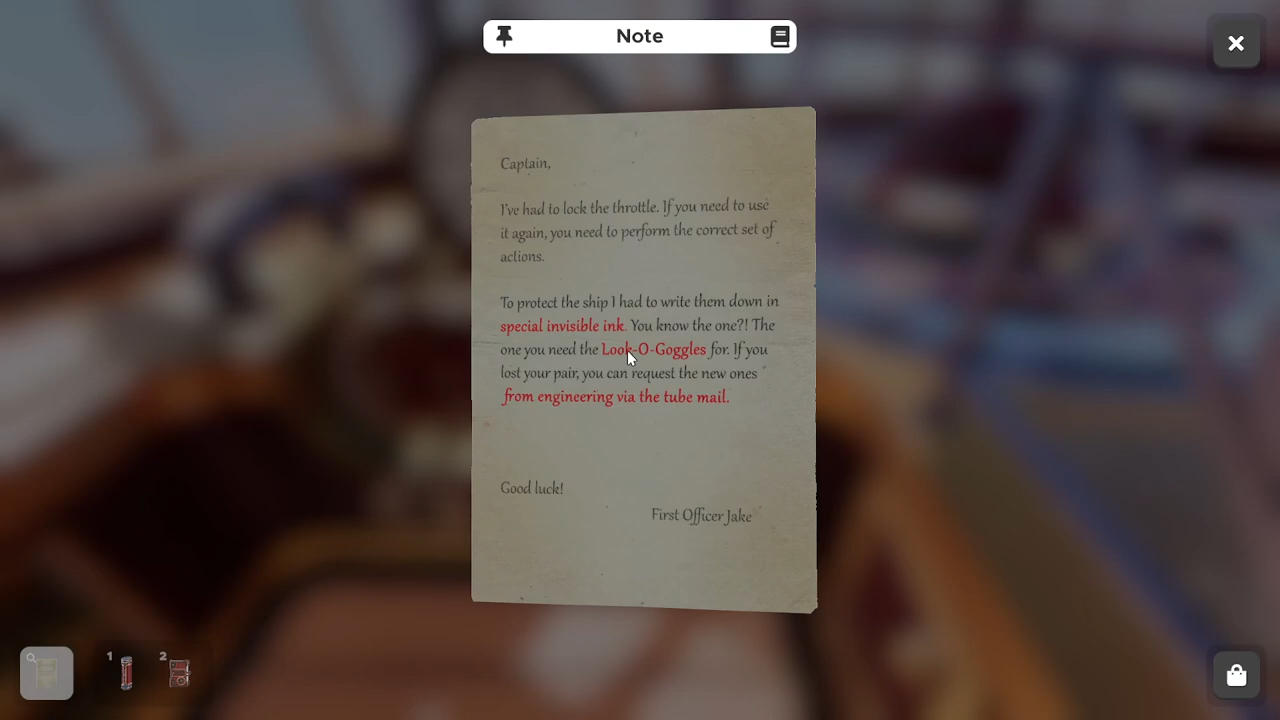 Note
Captain,
I've had to lock the throttle. If you need to use
it again, you need to perform the correct set of
actions.
To protect the ship I had to write them down in
special invisible ink. You know the one?! The
one you need the Look-O-Goggles for. If you
lost your pair, you can request the new ones
from engineering via the tube mail.
Good luck!
First Officer Jake
1
2